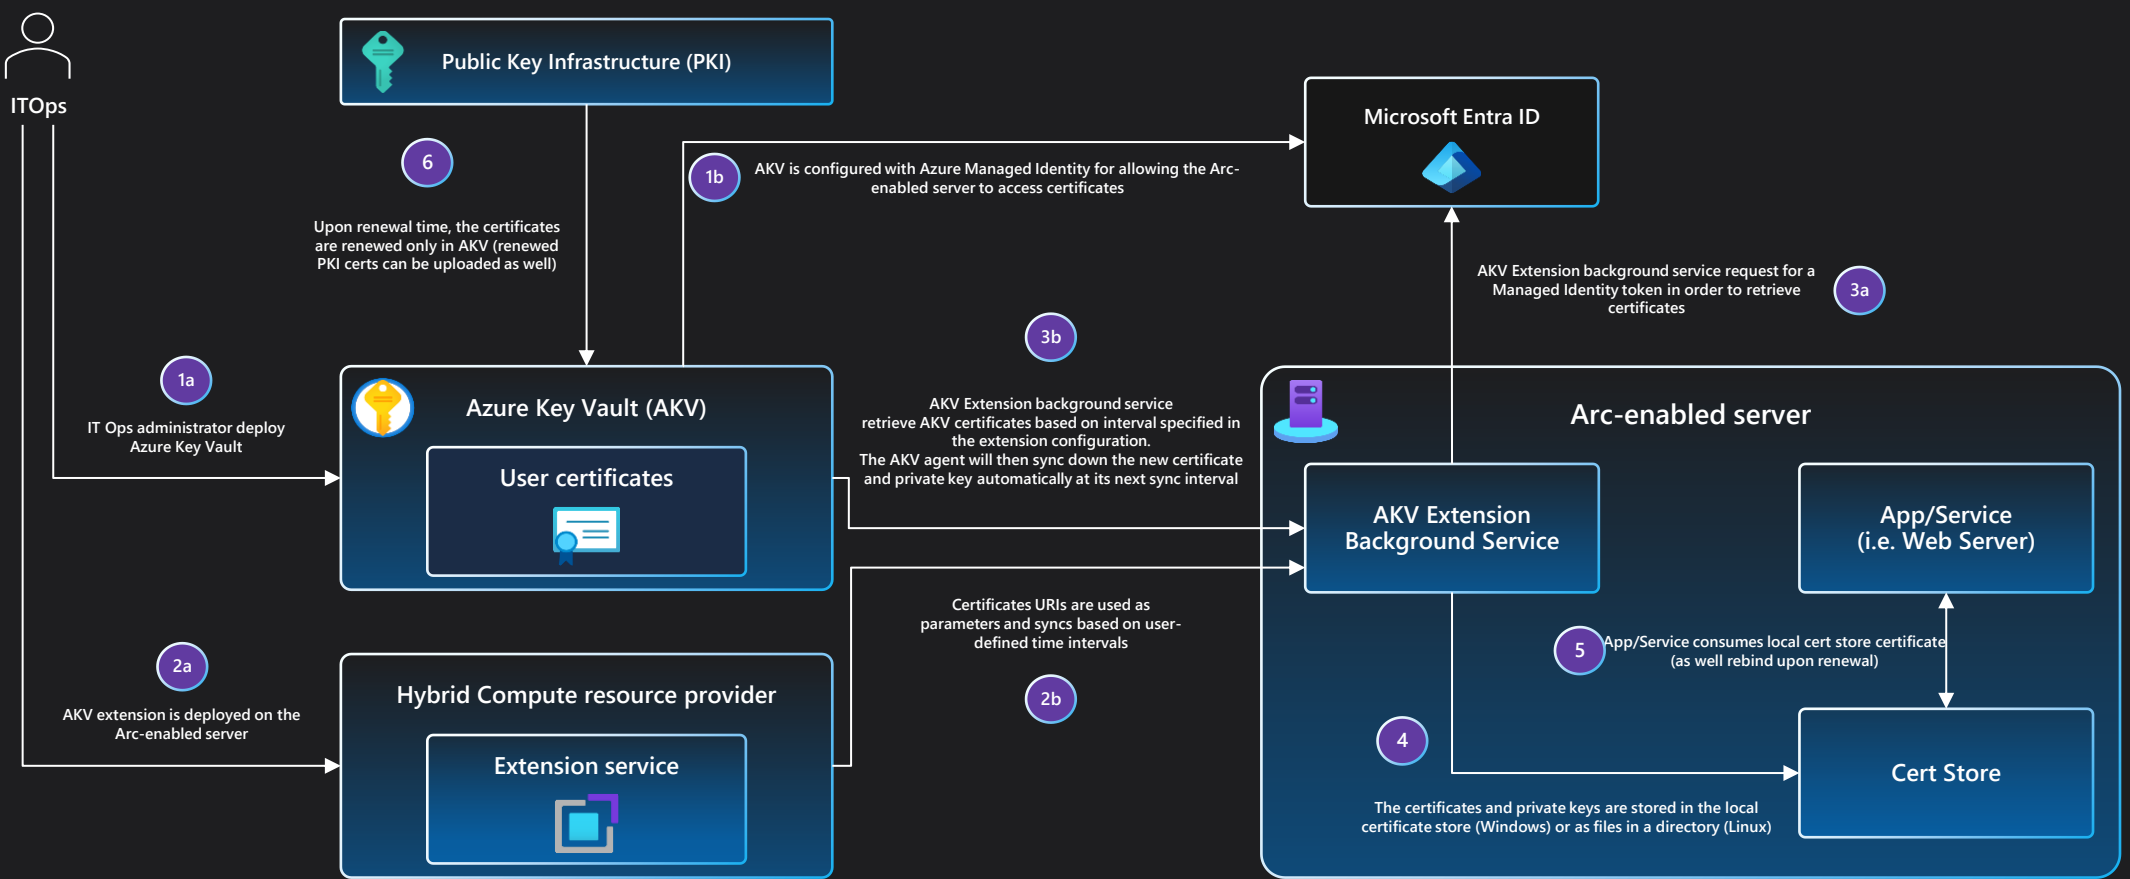 ITOps
Public Key Infrastructure (PKI)
6
Upon renewal time, the certificates
are renewed only in AKV (renewed
PKI certs can be uploaded as well)
1b
AKV is configured with Azure Managed Identity for allowing the Arc-
enabled server to access certificates
Microsoft Entra ID
AKV Extension background service request for a
Managed Identity token in order to retrieve
certificates
3a
1a
IT Ops administrator deploy
Azure Key Vault
Azure Key Vault (AKV)
User certificates
3b
AKV Extension background service
retrieve AKV certificates based on interval specified in
the extension configuration.
The AKV agent will then sync down the new certificate
and private key automatically at its next sync interval
Arc-enabled server
AKV Extension
Background Service
App/Service
(i.e. Web Server)
2a
AKV extension is deployed on the
Arc-enabled server
Hybrid Compute resource provider
Extension service
Certificates URIs are used as
parameters and syncs based on user-
defined time intervals
2b
5
App/Service consumes local cert store certificate
(as well rebind upon renewal)
4
The certificates and private keys are stored in the local
certificate store (Windows) or as files in a directory (Linux)
Cert Store